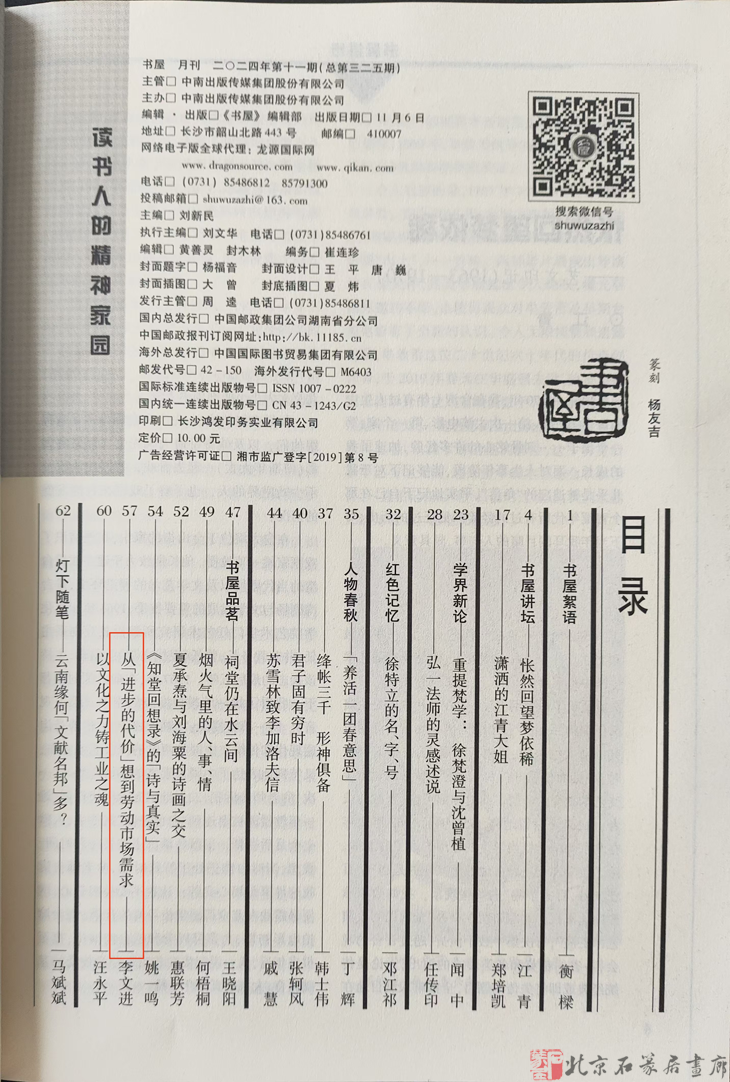 读书人的精神家园
书屋 月刊 二〇二四年第十一期(总第三二五期)
主管□ 中南出版传媒集团股份有限公司
主办□ 中南出版传媒集团股份有限公司
编辑·出版□《书屋》编辑部 出版日期□ 11月6日
地址□ 长沙市韶山北路443号 邮编□ 410007
网络电子版全球代理:龙源国际网
www.dragonsource.com www.qikan.com
电话□ (0731) 85486812 85791300
投稿邮箱□ shuwuzazhi@163.com
主编□ 刘新民
执行主编□ 刘文华 电话□ (0731)85486761
编辑□ 黄善灵 封木林 编务□ 崔连珍
封面题字□ 杨福音 封面设计□ 王 平 唐 巍
封面插图□ 大 曾 封底插图□ 夏 炜
发行主管□ 周 逵 电话□ (0731)85486811
国内总发行□ 中国邮政集团公司湖南省分公司
中国邮政报刊订阅网址:http://bk.11185.cn
海外总发行□ 中国国际图书贸易集团有限公司
邮发代号□ 42-150 海外发行代号□ M6403
国际标准连续出版物号□ ISSN 1007-0222
国内统一连续出版物号□ CN 43-1243/G2
印刷□ 长沙鸿发印务实业有限公司
定价□ 10.00 元
广告经营许可证□ 湘市监广登字[2019]第8号
搜索微信号
shuwuzazhi
篆刻 杨友吉
书屋
目录
1 书屋絮语 衡 樑
4 书屋讲坛 怅然回望梦依稀 江 青
17 潇洒的江青大姐 郑培凯
23 学界新论 重提梵学:徐梵澄与沈曾植 闻 中
28 弘一法师的灵感述说 任传印
32 红色记忆 徐特立的名、字、号 邓江祁
35 人物春秋 「养活一团春意思」 丁 辉
37 绛帐三千 形神俱备 韩士伟
40 君子固有穷时 张轲风
44 苏雪林致李加洛夫信 戚 慧
47 书屋品茗 祠堂仍在水云间 王晓阳
49 烟火气里的人、事、情 何梧桐
52 夏承焘与刘海粟的诗画之交 惠联芳
54 《知堂回想录》的「诗与真实」 姚一鸣
57 从「进步的代价」想到劳动市场需求 李文进
60 以文化之力铸工业之魂 汪永平
62 灯下随笔 云南缘何「文献名邦」多? 马斌斌
北京石篆居画廊